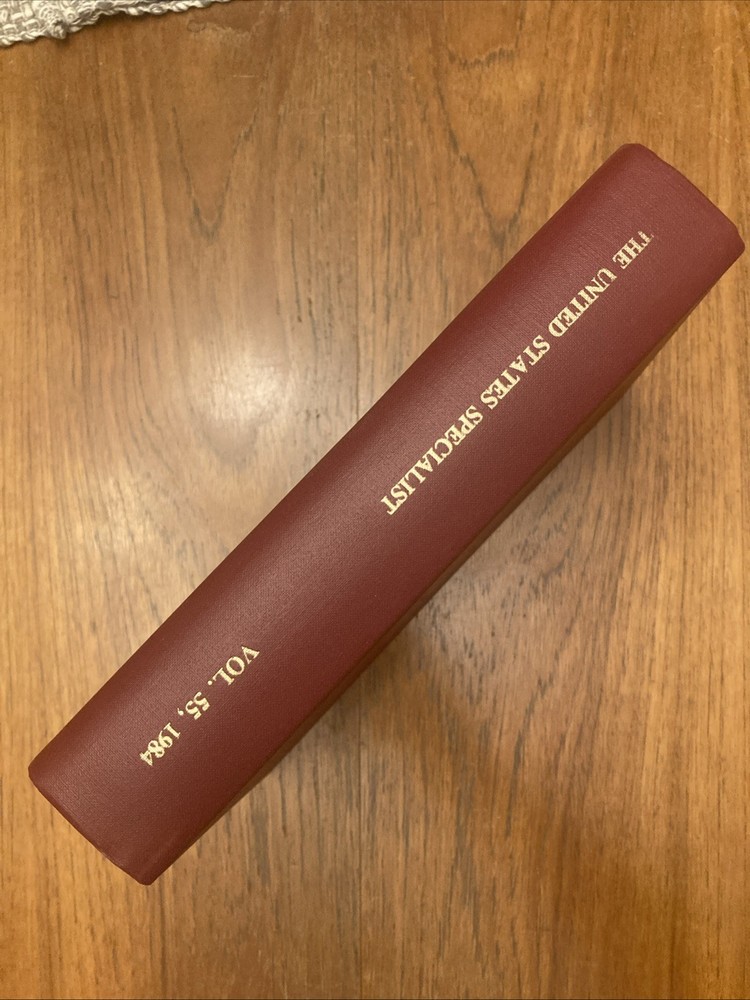 THE UNITED STATES SPECIALIST
VOL. 55, 1984